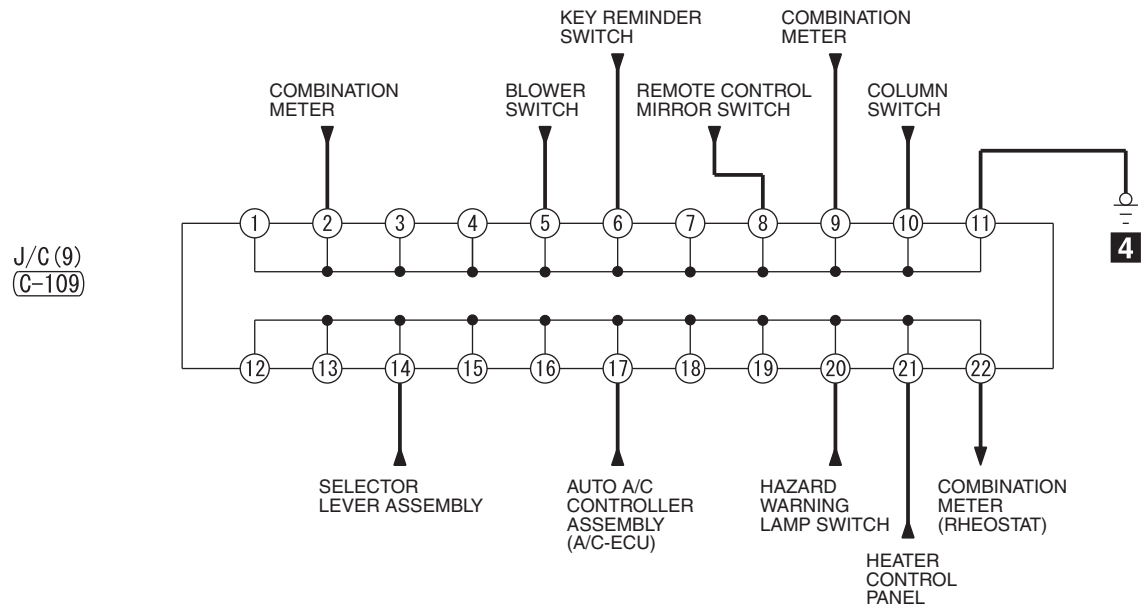 KEY REMINDER
SWITCH
COMBINATION
METER
COMBINATION
METER
BLOWER
SWITCH
REMOTE CONTROL
MIRROR SWITCH
COLUMN
SWITCH
1 2 3 4 5 6 7 8 9 10 11
4
J/C(9)
C-109
12 13 14 15 16 17 18 19 20 21 22
SELECTOR
LEVER ASSEMBLY
AUTO A/C
CONTROLLER
ASSEMBLY
(A/C-ECU)
HAZARD
WARNING
LAMP SWITCH
COMBINATION
METER
(RHEOSTAT)
HEATER
CONTROL
PANEL